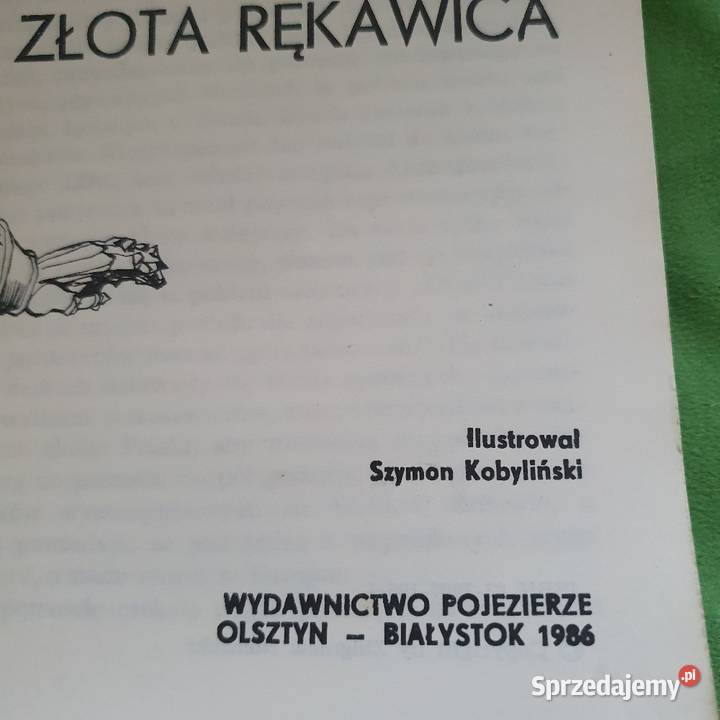 ZŁOTA RĘKAWICA
Ilustrował
Szymon Kobyliński
WYDAWNICTWO POJEZIERZE
OLSZTYN – BIAŁYSTOK 1986
Sprzedajemy.pl